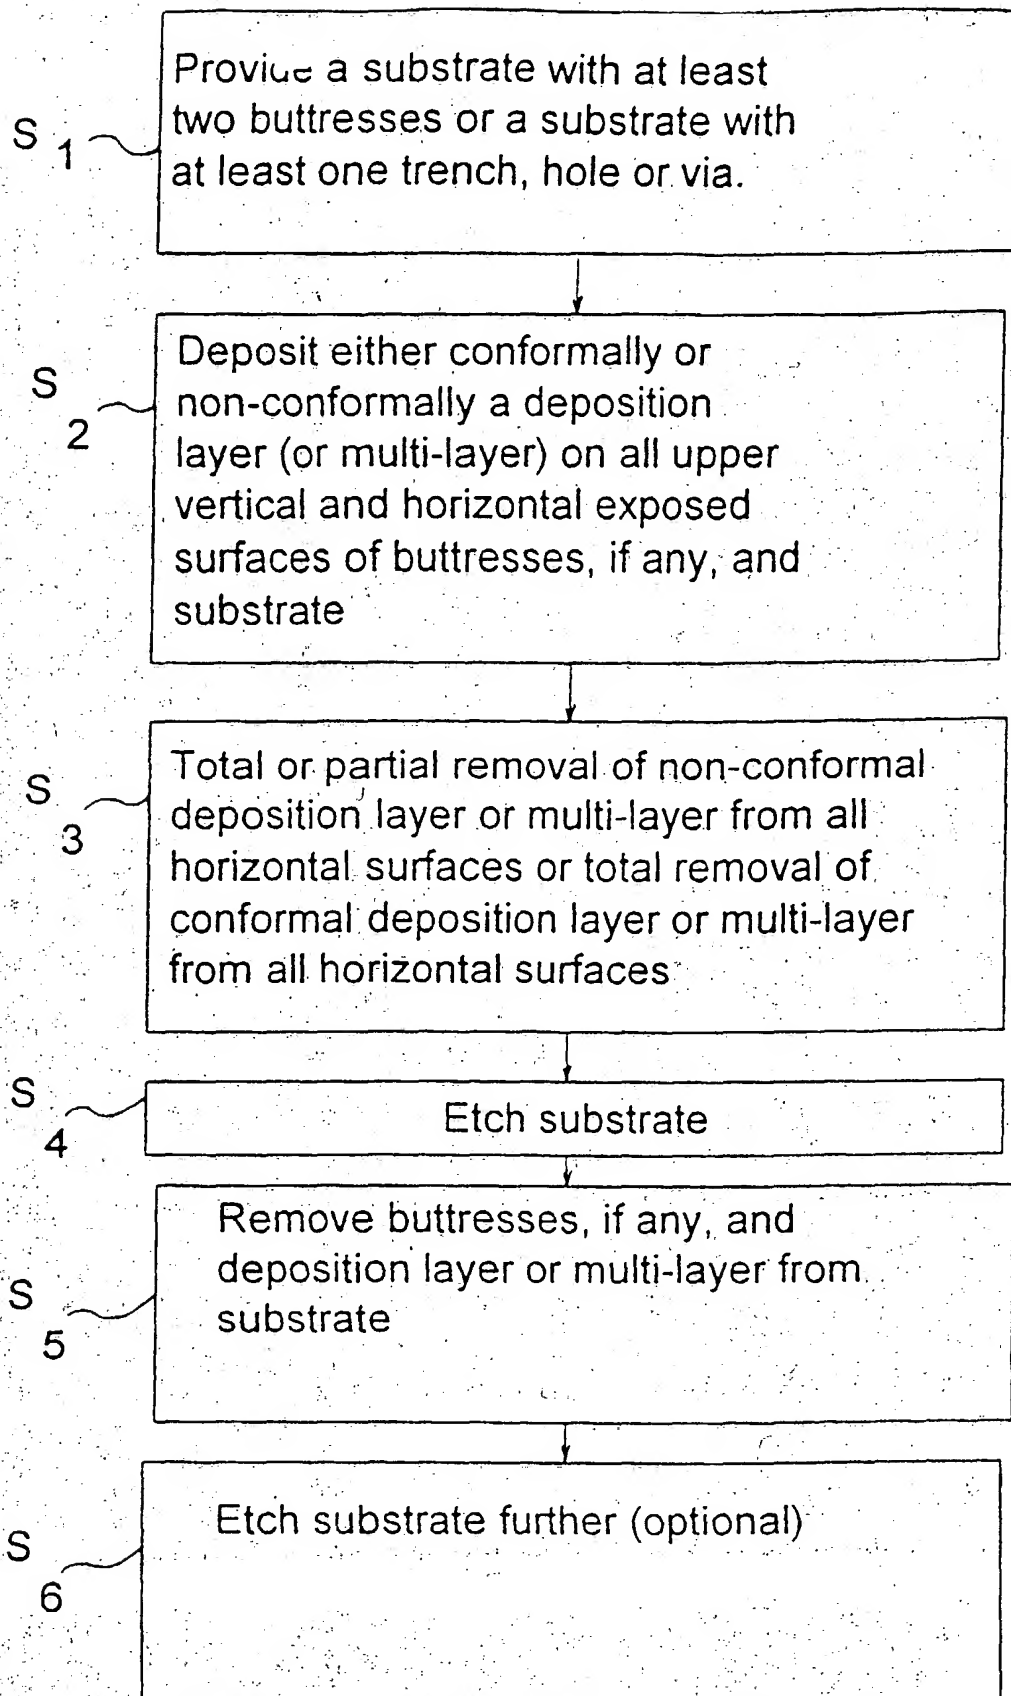 Provide a substrate with at least
two buttresses or a substrate with
at least one trench, hole or via.
S 1
Deposit either conformally or
non-conformally a deposition
layer (or multi-layer) on all upper
vertical and horizontal exposed
surfaces of buttresses, if any, and
substrate
S 2
Total or partial removal of non-conformal
deposition layer or multi-layer from all
horizontal surfaces or total removal of
conformal deposition layer or multi-layer
from all horizontal surfaces
S 3
Etch substrate
S 4
Remove buttresses, if any, and
deposition layer or multi-layer from
substrate
S 5
Etch substrate further (optional)
S 6